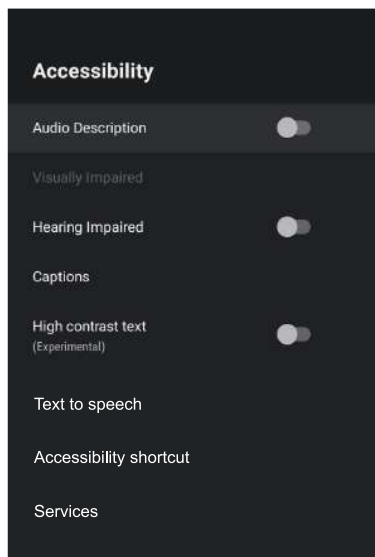 Accessibility
Audio Description
Visually Impaired
Hearing Impaired
Captions
High contrast text
(Experimental)
Text to speech
Accessibility shortcut
Services